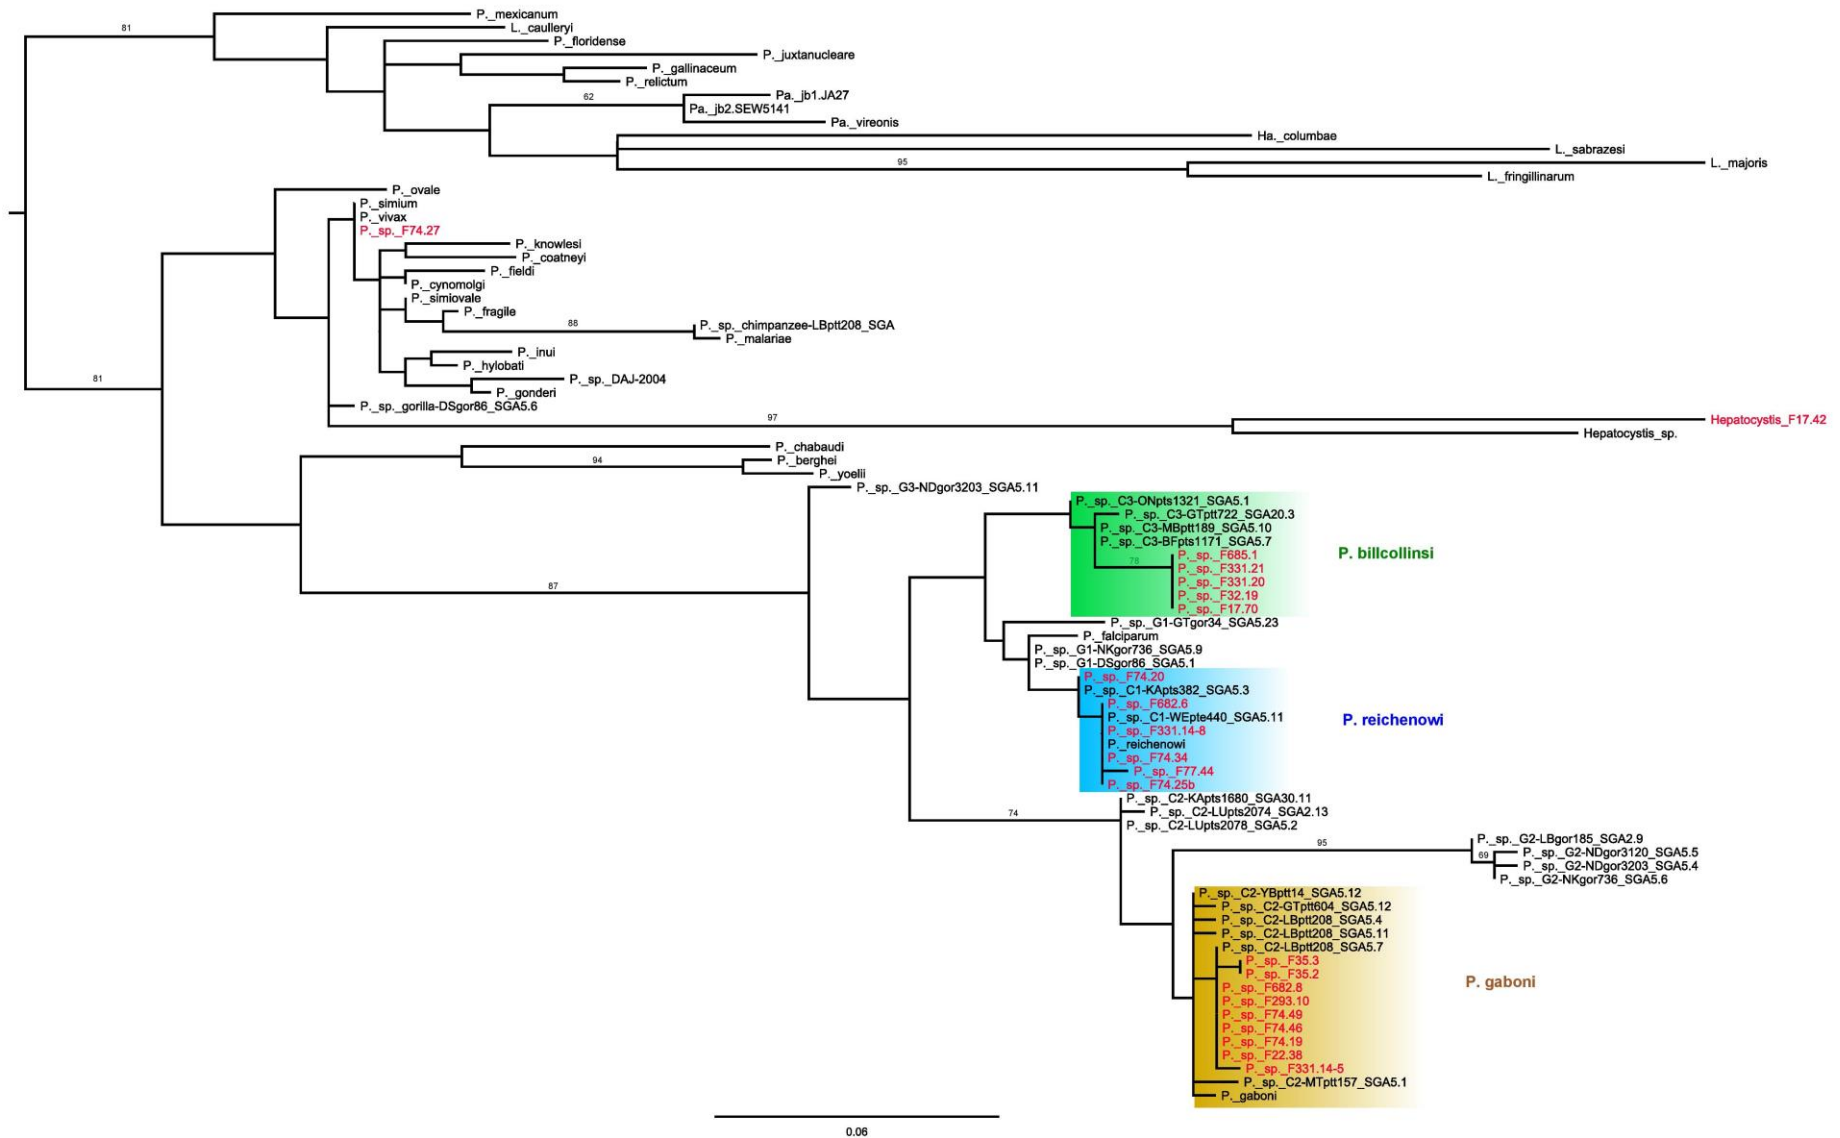 81
P._mexicanum
L._caulleryi
P._floridense
P._juxtanucleare
P._gallinaceum
P._relictum
62
Pa._jb1.JA27
Pa._jb2.SEW5141
Pa._vireonis
Ha._columbae
L._sabrazesi
95
L._majoris
L._fringillinarum
P._ovale
P._simium
P._vivax
P._sp._F74.27
P._knowlesi
P._coatneyi
P._fieldi
P._cynomolgi
P._simiovale
P._fragile
88
P._sp._chimpanzee-LBptt208_SGA
P._malariae
P._inui
P._hylobati
81
P._sp._DAJ-2004
P._gonderi
P._sp._gorilla-DSgor86_SGA5.6
97
Hepatocystis_F17.42
Hepatocystis_sp.
P._chabaudi
94
P._berghei
P._yoelii
P._sp._G3-NDgor3203_SGA5.11
P._sp._C3-ONpts1321_SGA5.1
P._sp._C3-GTptt722_SGA20.3
P._sp._C3-MBptt189_SGA5.10
P._sp._C3-BFpts1171_SGA5.7
P. billcollinsi
78
P._sp._F685.1
P._sp._F331.21
P._sp._F331.20
87
P._sp._F32.19
P._sp._F17.70
P._sp._G1-GTgor34_SGA5.23
P._falciparum
P._sp._G1-NKgor736_SGA5.9
P._sp._G1-DSgor86_SGA5.1
P._sp._F74.20
P._sp._C1-KApts382_SGA5.3
P._sp._F682.6
P._sp._C1-WEpte440_SGA5.11
P. reichenowi
P._sp._F331.14-8
P._reichenowi
P._sp._F74.34
P._sp._F77.44
P._sp._F74.25b
P._sp._C2-KApts1680_SGA30.11
74
P._sp._C2-LUpts2074_SGA2.13
P._sp._C2-LUpts2078_SGA5.2
95
P._sp._G2-LBgor185_SGA2.9
69
P._sp._G2-NDgor3120_SGA5.5
P._sp._G2-NDgor3203_SGA5.4
P._sp._G2-NKgor736_SGA5.6
P._sp._C2-YBptt14_SGA5.12
P._sp._C2-GTptt604_SGA5.12
P._sp._C2-LBptt208_SGA5.4
P._sp._C2-LBptt208_SGA5.11
P._sp._C2-LBptt208_SGA5.7
P._sp._F35.3
P._sp._F35.2
P. gaboni
P._sp._F682.8
P._sp._F293.10
P._sp._F74.49
P._sp._F74.46
P._sp._F74.19
P._sp._F22.38
P._sp._F331.14-5
P._sp._C2-MTptt157_SGA5.1
P._gaboni
0.06